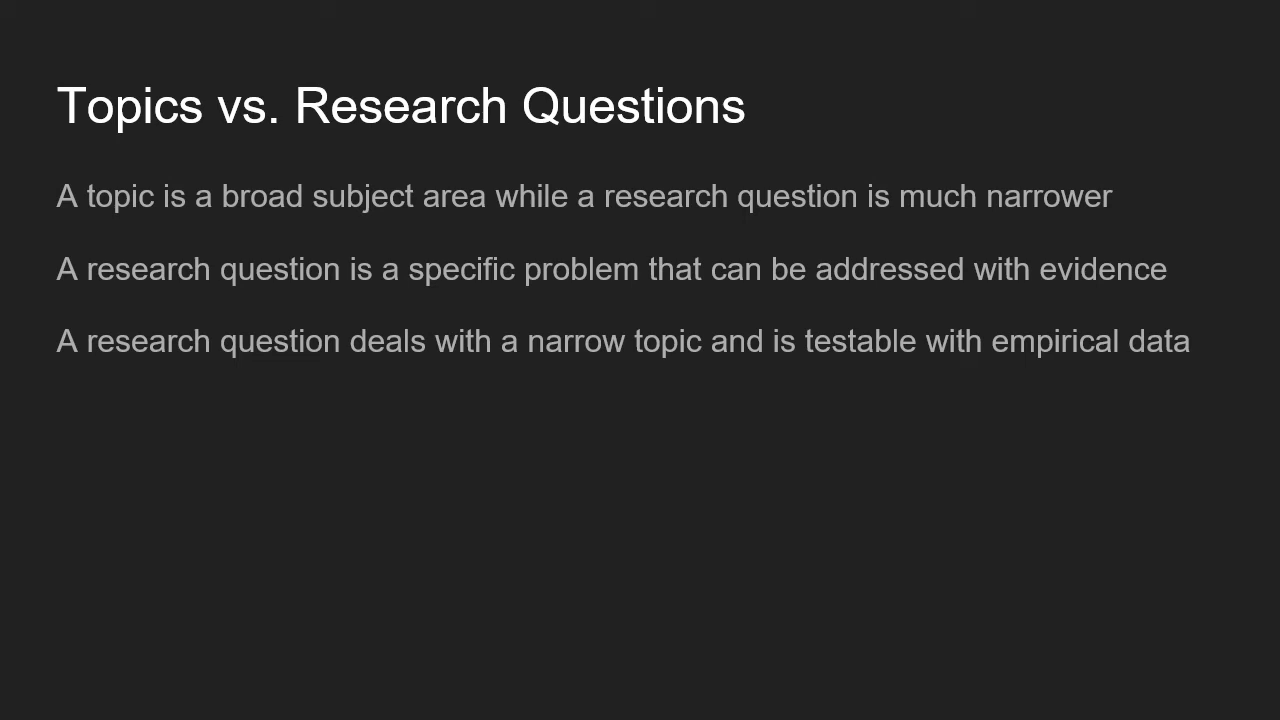 Topics vs. Research Questions
A topic is a broad subject area while a research question is much narrower
A research question is a specific problem that can be addressed with evidence
A research question deals with a narrow topic and is testable with empirical data